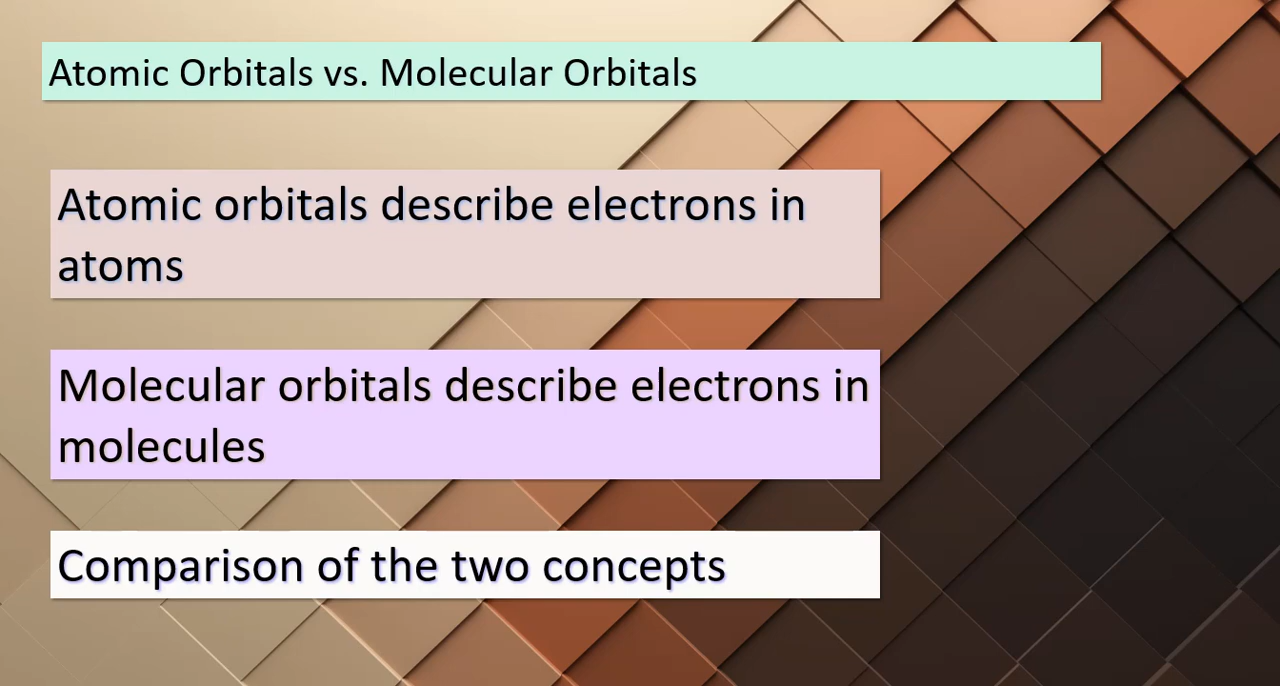 Atomic Orbitals vs. Molecular Orbitals
Atomic orbitals describe electrons in
atoms
Molecular orbitals describe electrons in
molecules
Comparison of the two concepts